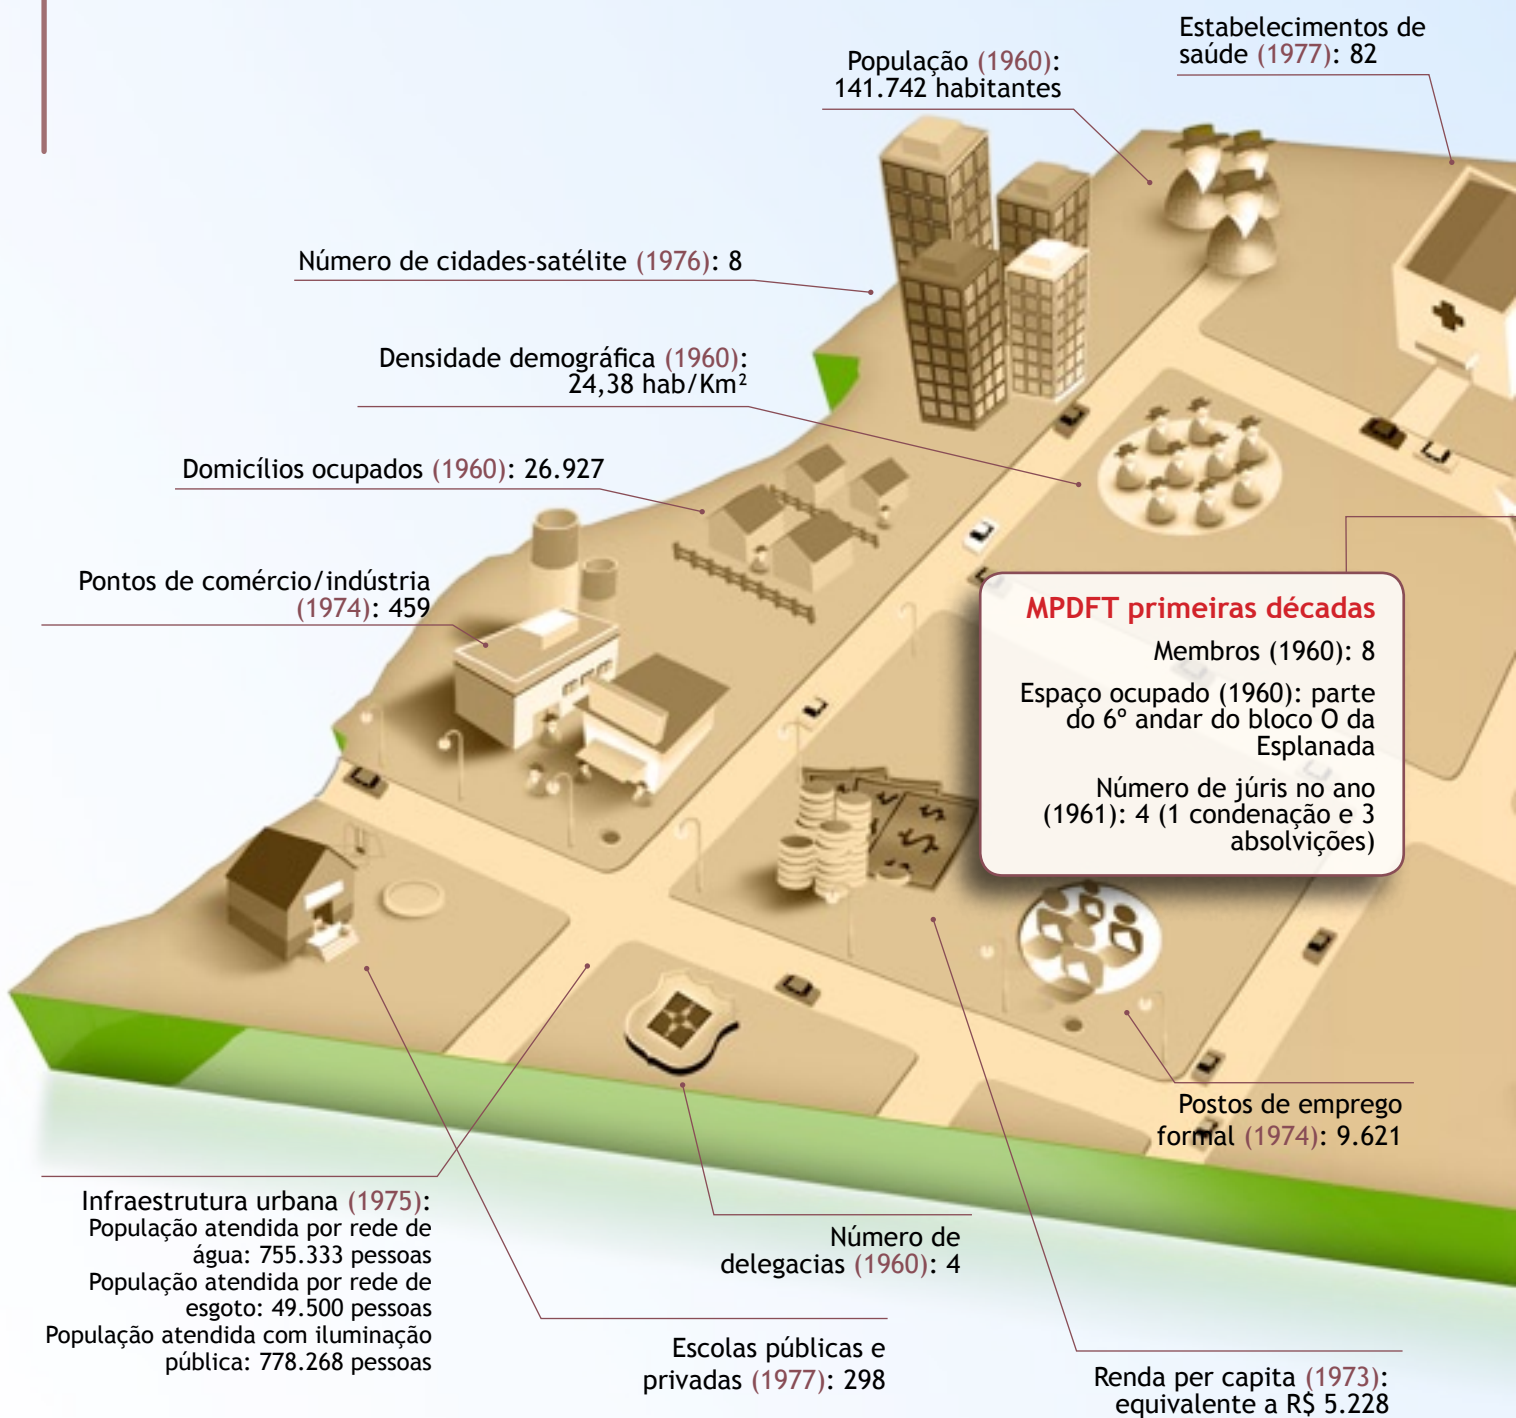 Estabelecimentos de
saúde (1977): 82
População (1960):
141.742 habitantes
Número de cidades-satélite (1976): 8
Densidade demográfica (1960):
24,38 hab/Km²
Domicílios ocupados (1960): 26.927
Pontos de comércio/indústria
(1974): 459
MPDFT primeiras décadas
Membros (1960): 8
Espaço ocupado (1960): parte
do 6º andar do bloco O da
Esplanada
Número de júris no ano
(1961): 4 (1 condenação e 3
absolvições)
Postos de emprego
formal (1974): 9.621
Infraestrutura urbana (1975):
População atendida por rede de
água: 755.333 pessoas
População atendida por rede de
esgoto: 49.500 pessoas
População atendida com iluminação
pública: 778.268 pessoas
Número de
delegacias (1960): 4
Escolas públicas e
privadas (1977): 298
Renda per capita (1973):
equivalente a R$ 5.228